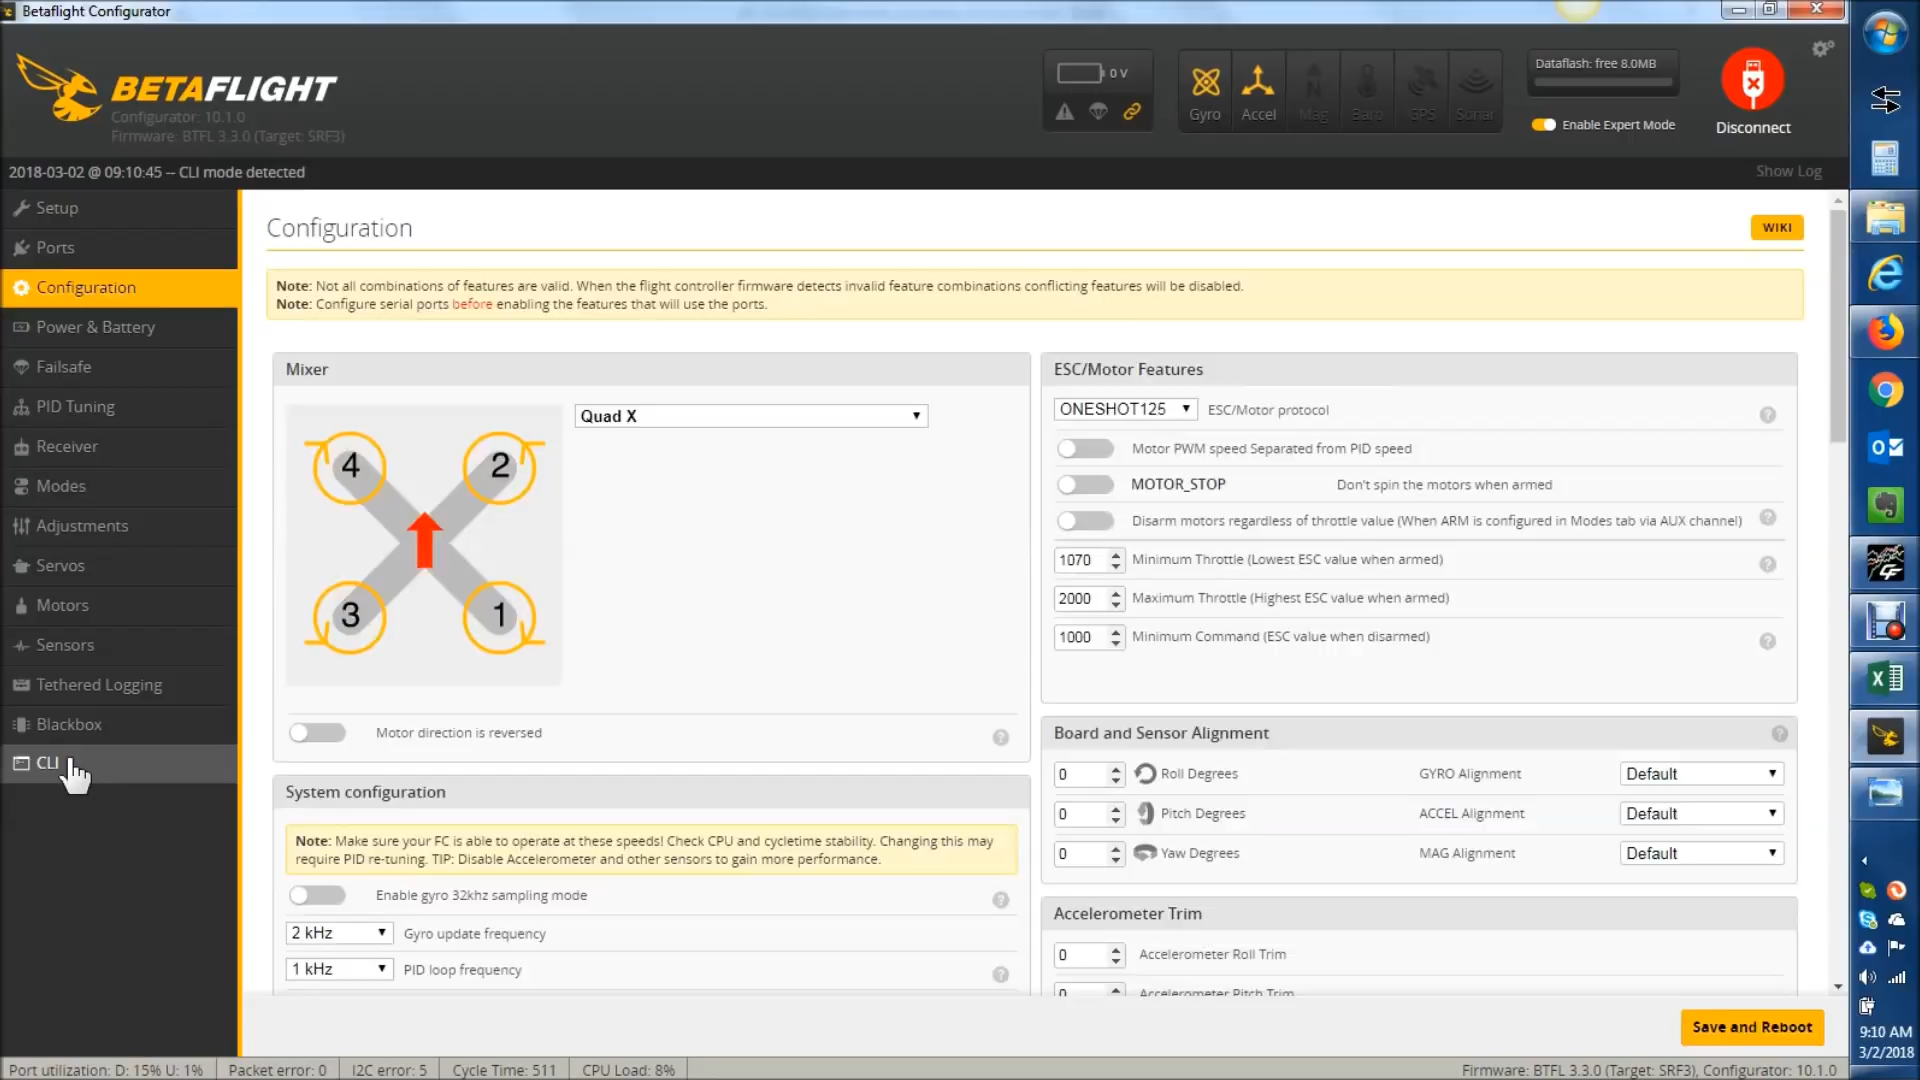 Betaflight Configurator
BETAFLIGHT
Configurator: 10.1.0
Firmware: BTFL 3.3.0 (Target: SRF3)
0 V
Gyro
Accel
Mag
Baro
GPS
Sonar
Dataflash: free 8.0MB
Enable Expert Mode
Disconnect
2018-03-02 @ 09:10:45 -- CLI mode detected
Show Log
Setup
Ports
Configuration
Power & Battery
Failsafe
PID Tuning
Receiver
Modes
Adjustments
Servos
Motors
Sensors
Tethered Logging
Blackbox
CLI
Configuration
WIKI
Note: Not all combinations of features are valid. When the flight controller firmware detects invalid feature combinations conflicting features will be disabled.
Note: Configure serial ports before enabling the features that will use the ports.
Mixer
Quad X
4
2
3
1
Motor direction is reversed
System configuration
Note: Make sure your FC is able to operate at these speeds! Check CPU and cycletime stability. Changing this may
require PID re-tuning. TIP: Disable Accelerometer and other sensors to gain more performance.
Enable gyro 32khz sampling mode
2 kHz Gyro update frequency
1 kHz PID loop frequency
ESC/Motor Features
ONESHOT125 ESC/Motor protocol
Motor PWM speed Separated from PID speed
MOTOR_STOP Don't spin the motors when armed
Disarm motors regardless of throttle value (When ARM is configured in Modes tab via AUX channel)
1070 Minimum Throttle (Lowest ESC value when armed)
2000 Maximum Throttle (Highest ESC value when armed)
1000 Minimum Command (ESC value when disarmed)
Board and Sensor Alignment
0 Roll Degrees GYRO Alignment Default
0 Pitch Degrees ACCEL Alignment Default
0 Yaw Degrees MAG Alignment Default
Accelerometer Trim
0 Accelerometer Roll Trim
0 Accelerometer Pitch Trim
Save and Reboot
Port utilization: D: 15% U: 1% Packet error: 0 I2C error: 5 Cycle Time: 511 CPU Load: 8% Firmware: BTFL 3.3.0 (Target: SRF3), Configurator: 10.1.0
9:10 AM
3/2/2018